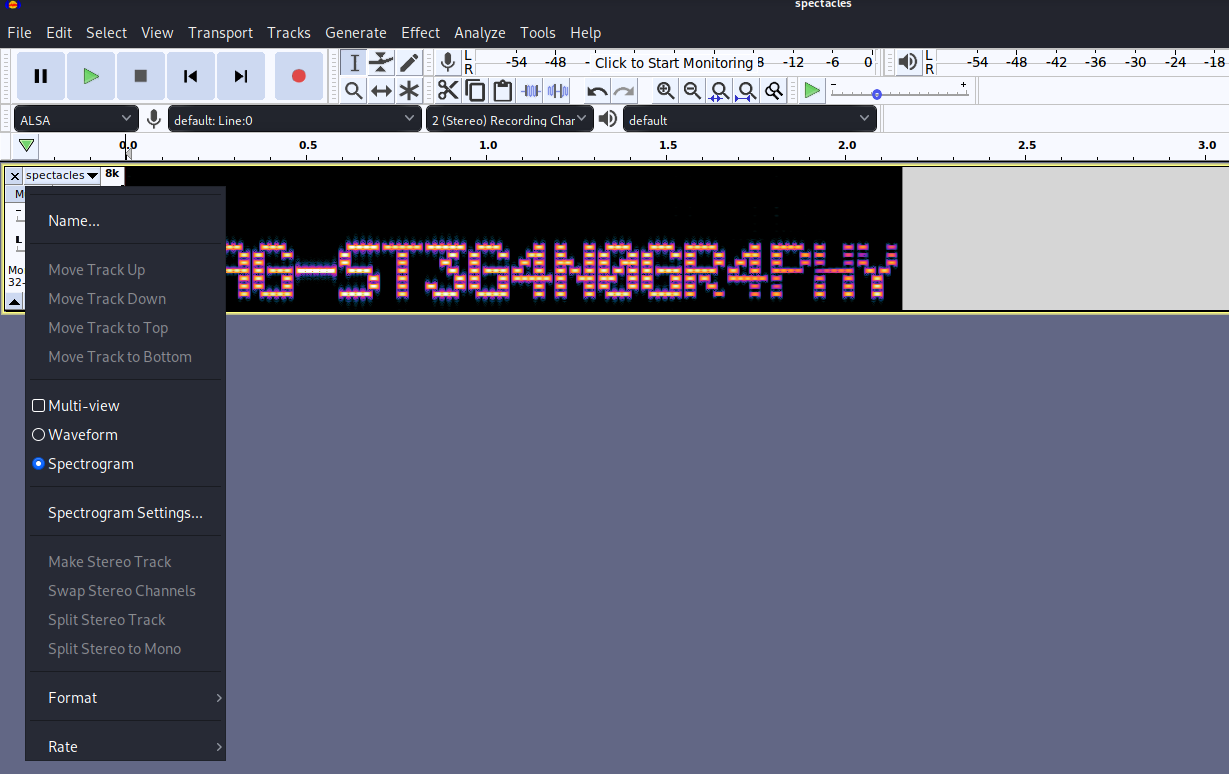 spectacles
File Edit Select View Transport Tracks Generate Effect Analyze Tools Help
L R -54 -48 - Click to Start Monitoring 8 -12 -6 0 L R -54 -48 -42 -36 -30 -24 -18
- +
ALSA default: Line:0 2 (Stereo) Recording Char default
0.0 0.5 1.0 1.5 2.0 2.5 3.0
spectacles 8k
M
-
L
Mo
32-
G-ST3GAN0GR4PHY
Name...
Move Track Up
Move Track Down
Move Track to Top
Move Track to Bottom
Multi-view
Waveform
Spectrogram
Spectrogram Settings...
Make Stereo Track
Swap Stereo Channels
Split Stereo Track
Split Stereo to Mono
Format
Rate